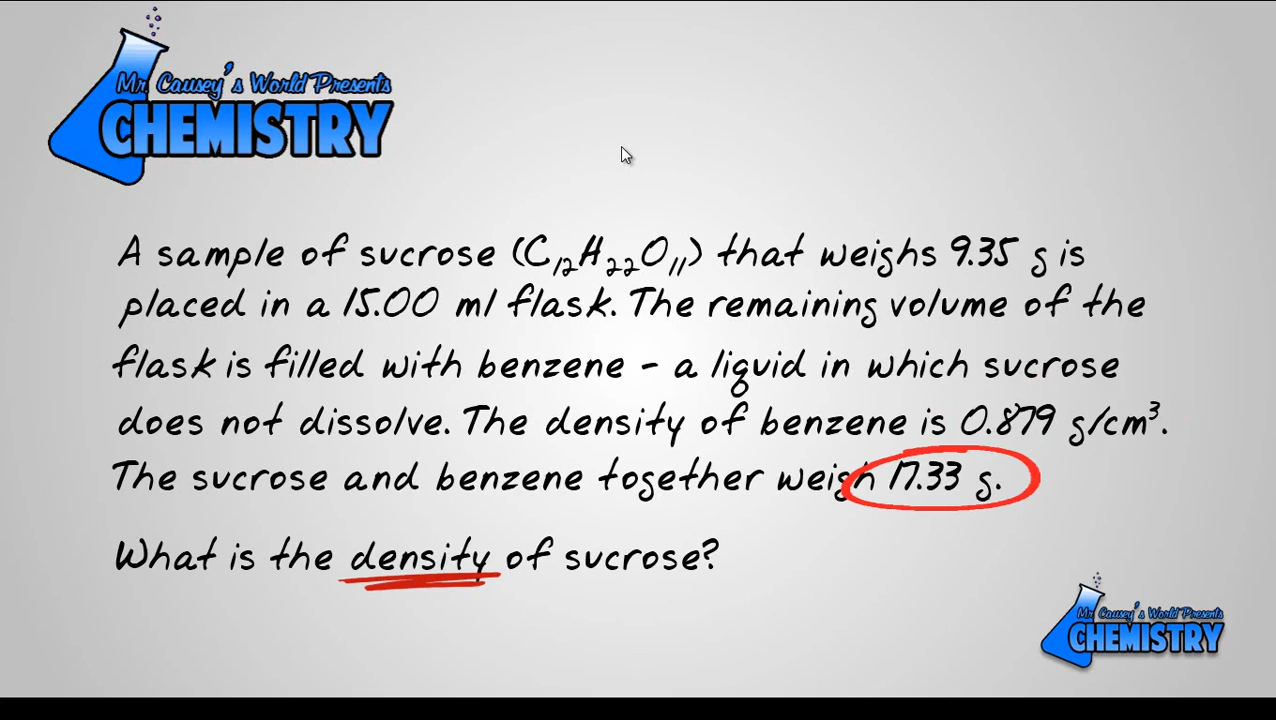 Mr. Causey's World Presents
CHEMISTRY
A sample of sucrose (C₁₂H₂₂O₁₁) that weighs 9.35 g is
placed in a 15.00 ml flask. The remaining volume of the
flask is filled with benzene - a liquid in which sucrose
does not dissolve. The density of benzene is 0.879 g/cm³.
The sucrose and benzene together weigh 17.33 g.
What is the density of sucrose?
Mr. Causey's World Presents
CHEMISTRY